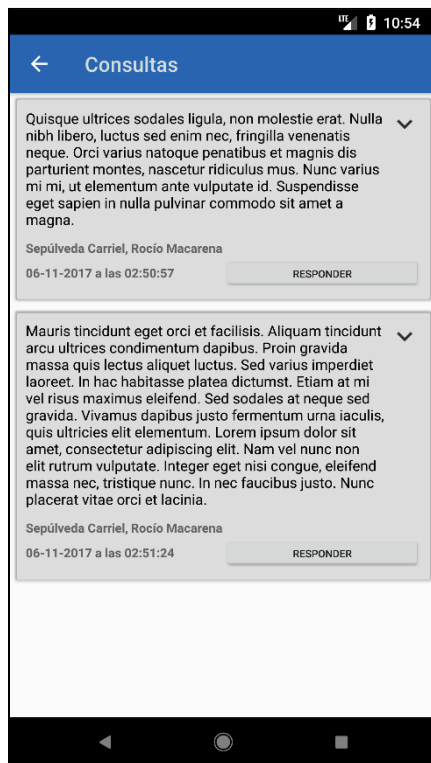 LTE 10:54
Consultas
Quisque ultrices sodales ligula, non molestie erat. Nulla
nibh libero, luctus sed enim nec, fringilla venenatis
neque. Orci varius natoque penatibus et magnis dis
parturient montes, nascetur ridiculus mus. Nunc varius
mi mi, ut elementum ante vulputate id. Suspendisse
eget sapien in nulla pulvinar commodo sit amet a
magna.
Sepúlveda Carriel, Rocío Macarena
06-11-2017 a las 02:50:57 RESPONDER
Mauris tincidunt eget orci et facilisis. Aliquam tincidunt
arcu ultrices condimentum dapibus. Proin gravida
massa quis lectus aliquet luctus. Sed varius imperdiet
laoreet. In hac habitasse platea dictumst. Etiam at mi
vel risus maximus eleifend. Sed sodales at neque sed
gravida. Vivamus dapibus justo fermentum urna iaculis,
quis ultricies elit elementum. Lorem ipsum dolor sit
amet, consectetur adipiscing elit. Nam vel nunc non
elit rutrum vulputate. Integer eget nisi congue, eleifend
massa nec, tristique nunc. In nec faucibus justo. Nunc
placerat vitae orci et lacinia.
Sepúlveda Carriel, Rocío Macarena
06-11-2017 a las 02:51:24 RESPONDER